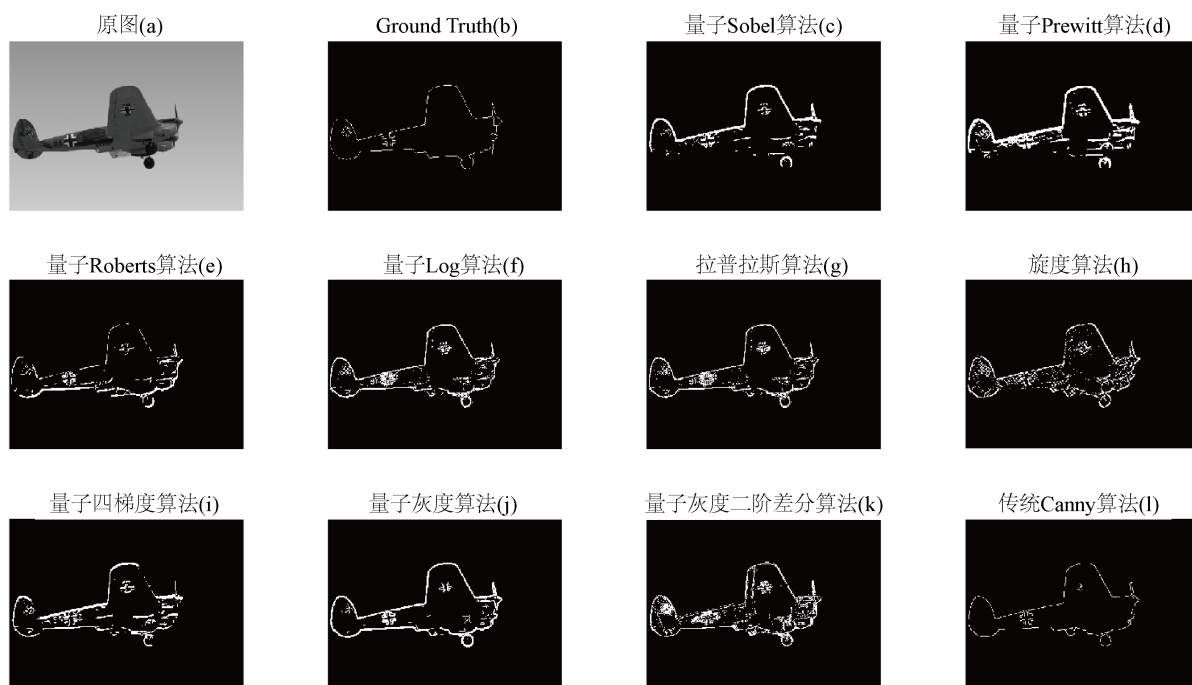 原图(a)
Ground Truth(b)
量子Sobel算法(c)
量子Prewitt算法(d)
量子Roberts算法(e)
量子Log算法(f)
拉普拉斯算法(g)
旋度算法(h)
量子四梯度算法(i)
量子灰度算法(j)
量子灰度二阶差分算法(k)
传统Canny算法(l)